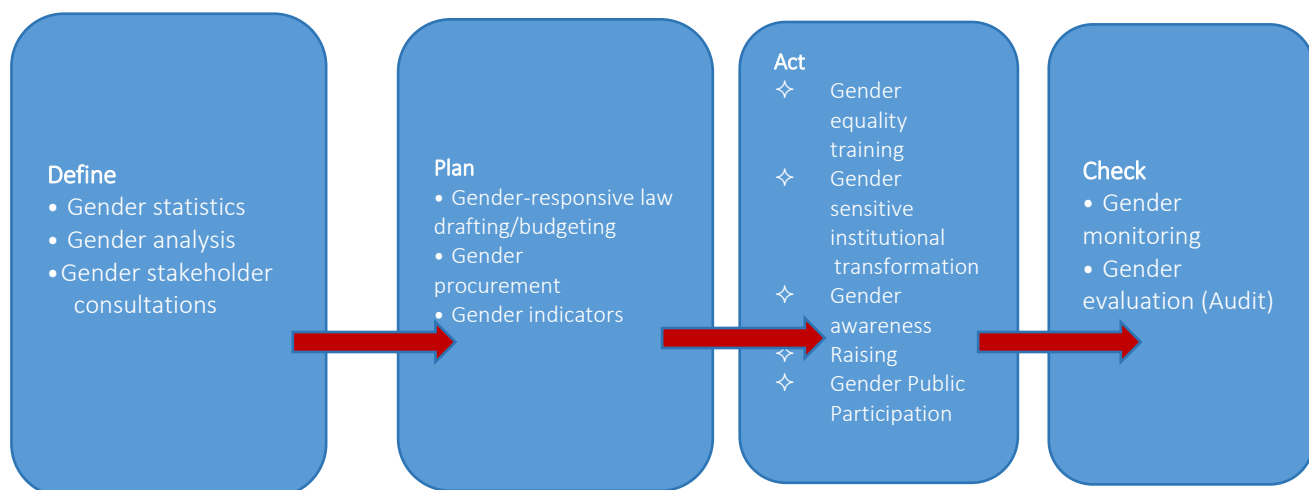 Define
• Gender statistics
• Gender analysis
•Gender stakeholder
consultations
Plan
• Gender-responsive law
drafting/budgeting
• Gender
procurement
• Gender indicators
Act
✧ Gender
equality
training
✧ Gender
sensitive
institutional
transformation
✧ Gender
awareness
✧ Raising
✧ Gender Public
Participation
Check
• Gender
monitoring
• Gender
evaluation (Audit)